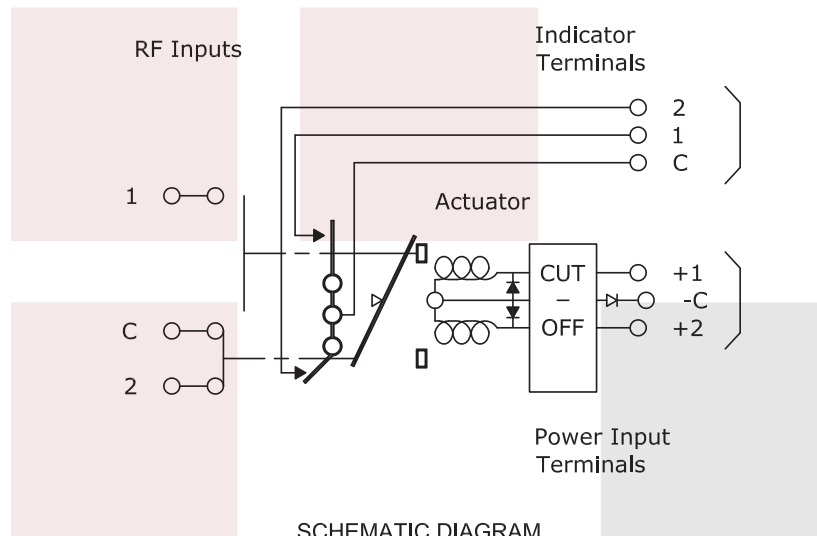 RF Inputs
Indicator
Terminals
2
1
C
1
Actuator
CUT
–
OFF
+1
-C
+2
C
2
Power Input
Terminals
SCHEMATIC DIAGRAM